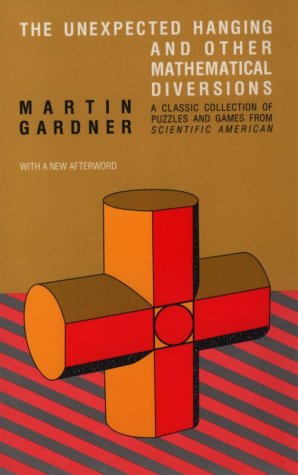 THE UNEXPECTED HANGING
AND OTHER
MATHEMATICAL
DIVERSIONS
MARTIN
GARDNER
A CLASSIC COLLECTION OF
PUZZLES AND GAMES FROM
SCIENTIFIC AMERICAN
WITH A NEW AFTERWORD